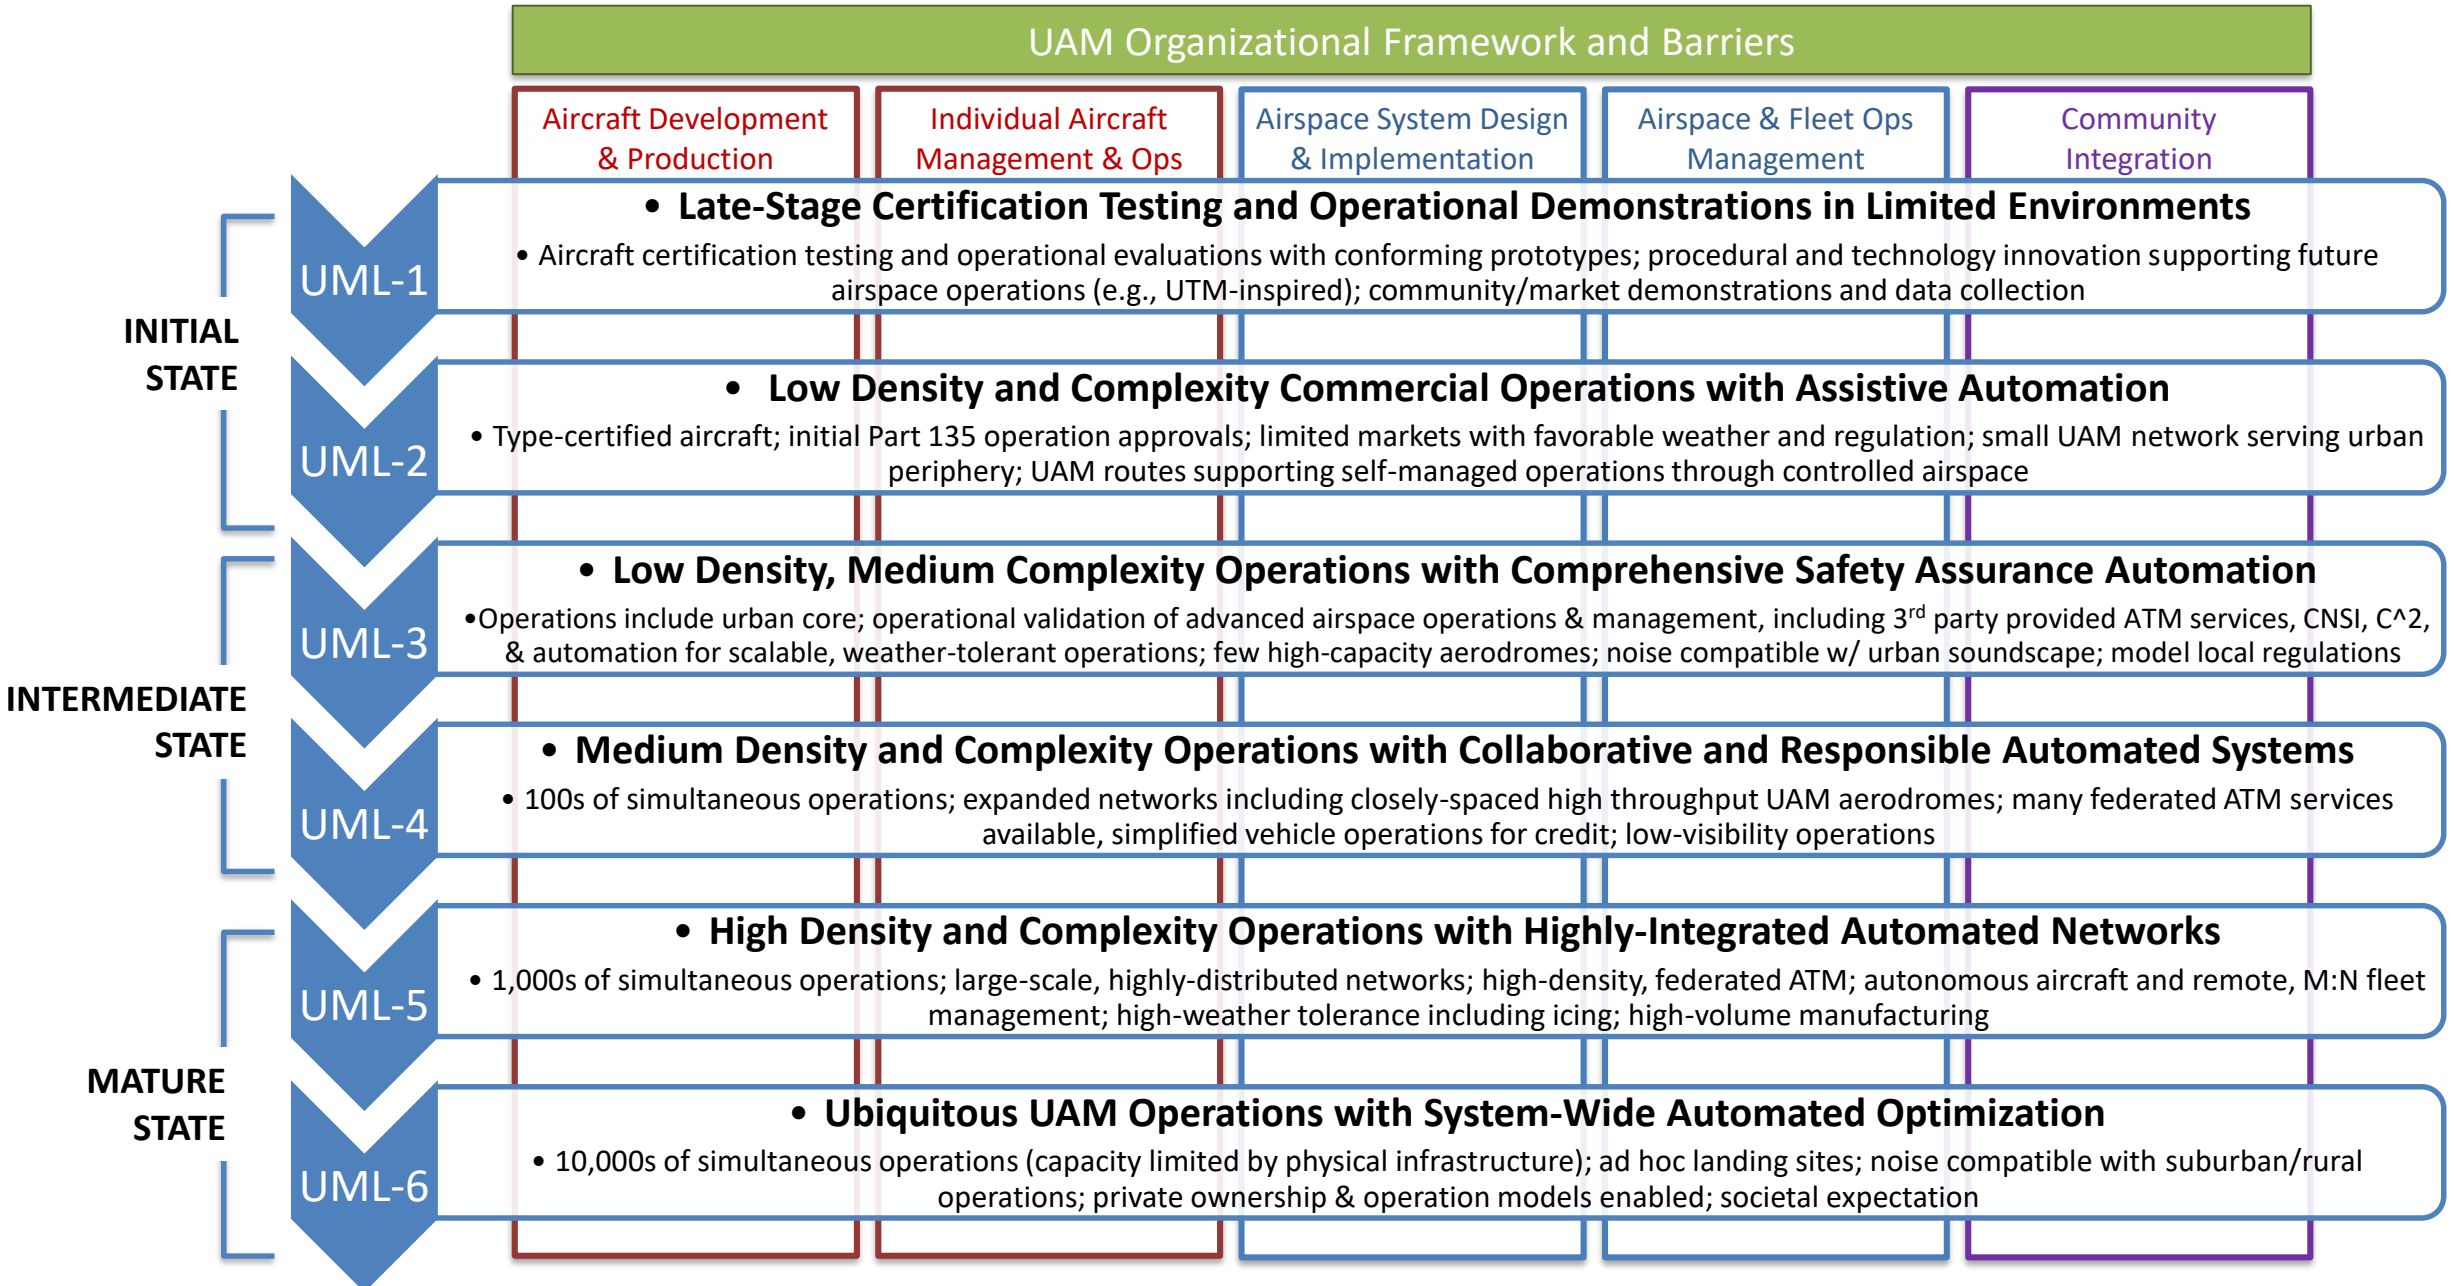 UAM Organizational Framework and Barriers
Aircraft Development
& Production
Individual Aircraft
Management & Ops
Airspace System Design
& Implementation
Airspace & Fleet Ops
Management
Community
Integration
INITIAL
STATE
UML-1
• Late-Stage Certification Testing and Operational Demonstrations in Limited Environments
• Aircraft certification testing and operational evaluations with conforming prototypes; procedural and technology innovation supporting future
airspace operations (e.g., UTM-inspired); community/market demonstrations and data collection
UML-2
• Low Density and Complexity Commercial Operations with Assistive Automation
• Type-certified aircraft; initial Part 135 operation approvals; limited markets with favorable weather and regulation; small UAM network serving urban
periphery; UAM routes supporting self-managed operations through controlled airspace
INTERMEDIATE
STATE
UML-3
• Low Density, Medium Complexity Operations with Comprehensive Safety Assurance Automation
•Operations include urban core; operational validation of advanced airspace operations & management, including 3rd party provided ATM services, CNSI, C^2,
& automation for scalable, weather-tolerant operations; few high-capacity aerodromes; noise compatible w/ urban soundscape; model local regulations
UML-4
• Medium Density and Complexity Operations with Collaborative and Responsible Automated Systems
• 100s of simultaneous operations; expanded networks including closely-spaced high throughput UAM aerodromes; many federated ATM services
available, simplified vehicle operations for credit; low-visibility operations
MATURE
STATE
UML-5
• High Density and Complexity Operations with Highly-Integrated Automated Networks
• 1,000s of simultaneous operations; large-scale, highly-distributed networks; high-density, federated ATM; autonomous aircraft and remote, M:N fleet
management; high-weather tolerance including icing; high-volume manufacturing
UML-6
• Ubiquitous UAM Operations with System-Wide Automated Optimization
• 10,000s of simultaneous operations (capacity limited by physical infrastructure); ad hoc landing sites; noise compatible with suburban/rural
operations; private ownership & operation models enabled; societal expectation